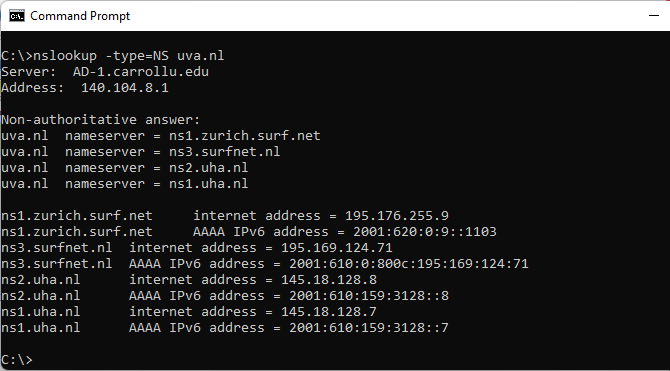 Command Prompt
C:\>nslookup -type=NS uva.nl
Server:  AD-1.carrollu.edu
Address:  140.104.8.1
Non-authoritative answer:
uva.nl  nameserver = ns1.zurich.surf.net
uva.nl  nameserver = ns3.surfnet.nl
uva.nl  nameserver = ns2.uha.nl
uva.nl  nameserver = ns1.uha.nl
ns1.zurich.surf.net     internet address = 195.176.255.9
ns1.zurich.surf.net     AAAA IPv6 address = 2001:620:0:9::1103
ns3.surfnet.nl  internet address = 195.169.124.71
ns3.surfnet.nl  AAAA IPv6 address = 2001:610:0:800c:195:169:124:71
ns2.uha.nl      internet address = 145.18.128.8
ns2.uha.nl      AAAA IPv6 address = 2001:610:159:3128::8
ns1.uha.nl      internet address = 145.18.128.7
ns1.uha.nl      AAAA IPv6 address = 2001:610:159:3128::7
C:\>